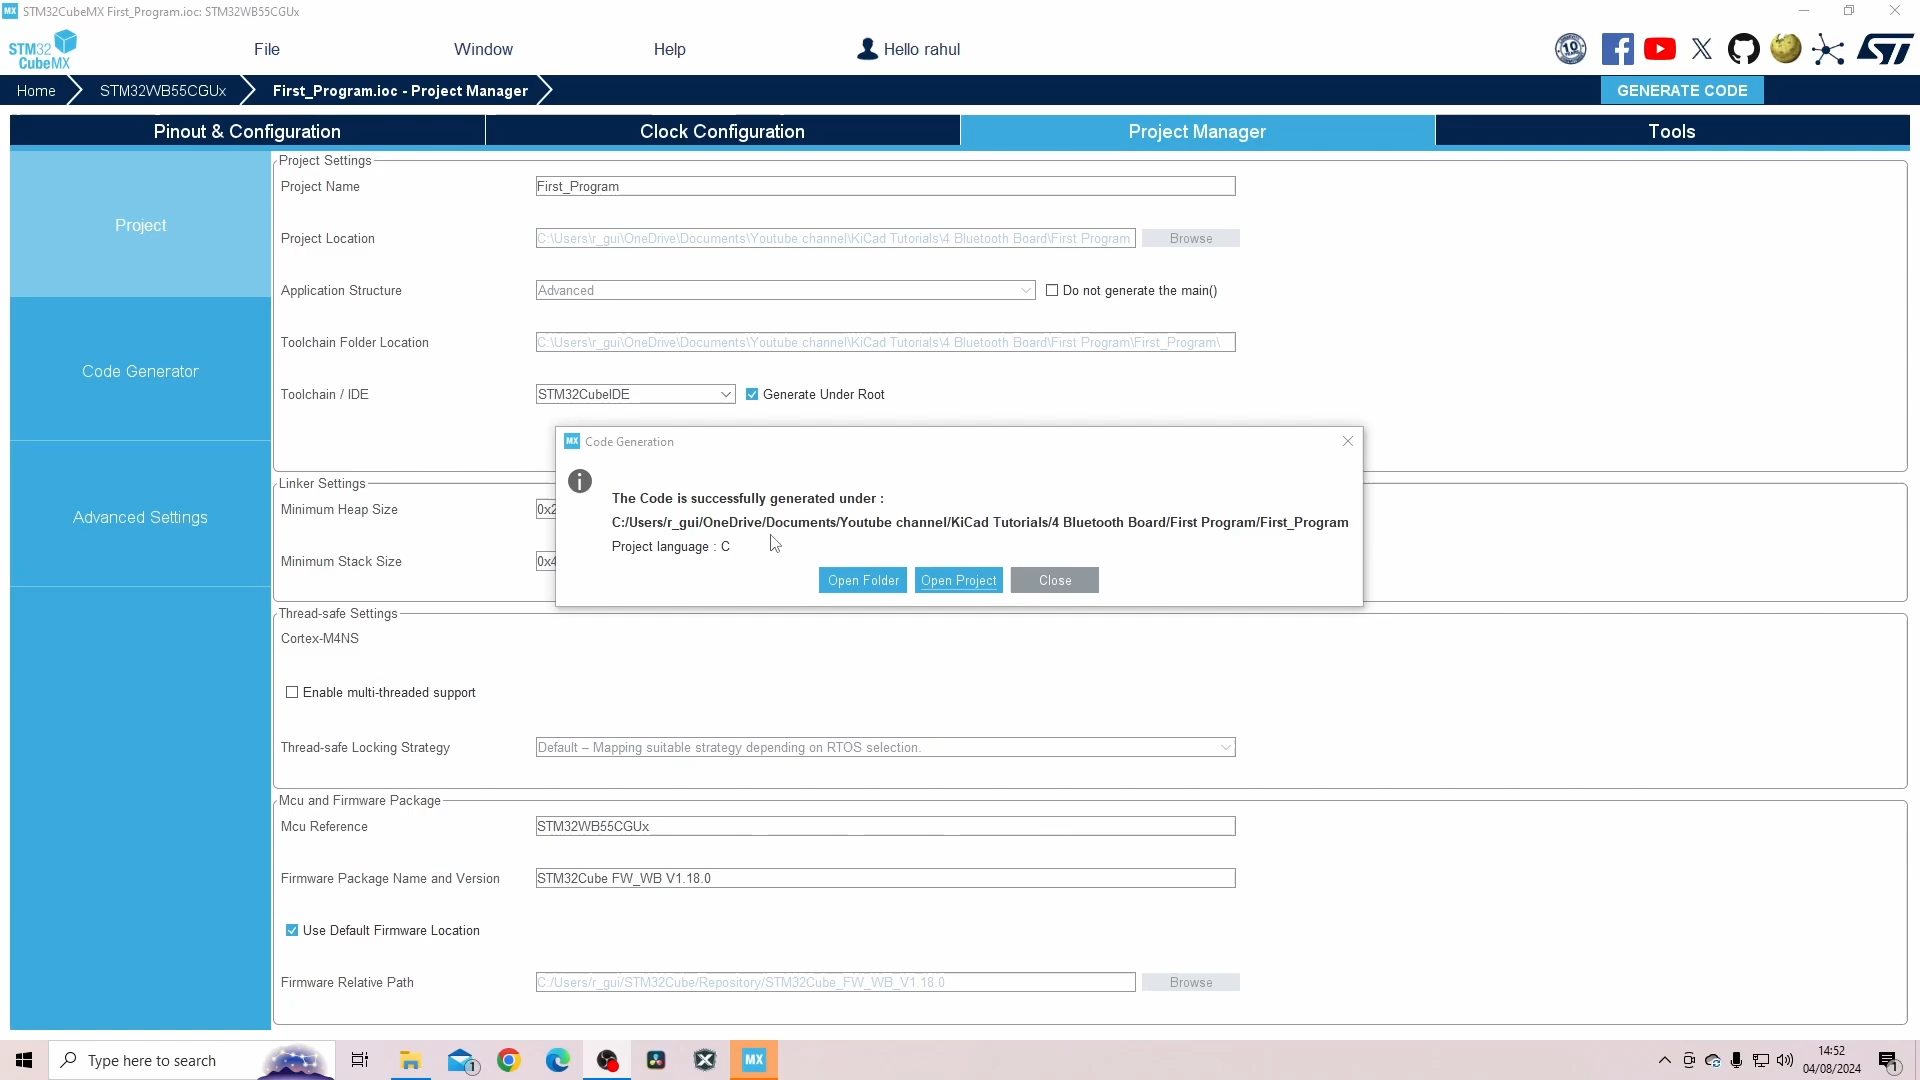 MX STM32CubeMX First_Program.ioc: STM32WB55CGUx
STM32
CubeMX
File
Window
Help
Hello rahul
10
ST
Home
STM32WB55CGUx
First_Program.ioc - Project Manager
GENERATE CODE
Pinout & Configuration
Clock Configuration
Project Manager
Tools
Project
Code Generator
Advanced Settings
Project Settings
Project Name
First_Program
Project Location
C:\Users\r_gui\OneDrive\Documents\Youtube channel\KiCad Tutorials\4 Bluetooth Board\First Program
Browse
Application Structure
Advanced
Do not generate the main()
Toolchain Folder Location
C:\Users\r_gui\OneDrive\Documents\Youtube channel\KiCad Tutorials\4 Bluetooth Board\First Program\First_Program\
Toolchain / IDE
STM32CubeIDE
Generate Under Root
MX Code Generation
The Code is successfully generated under :
C:/Users/r_gui/OneDrive/Documents/Youtube channel/KiCad Tutorials/4 Bluetooth Board/First Program/First_Program
Project language : C
Open Folder
Open Project
Close
Linker Settings
Minimum Heap Size
0x2
Minimum Stack Size
0x4
Thread-safe Settings
Cortex-M4NS
Enable multi-threaded support
Thread-safe Locking Strategy
Default – Mapping suitable strategy depending on RTOS selection.
Mcu and Firmware Package
Mcu Reference
STM32WB55CGUx
Firmware Package Name and Version
STM32Cube FW_WB V1.18.0
Use Default Firmware Location
Firmware Relative Path
C:/Users/r_gui/STM32Cube/Repository/STM32Cube_FW_WB_V1.18.0
Browse
Type here to search
1
MX
14:52
04/08/2024
1